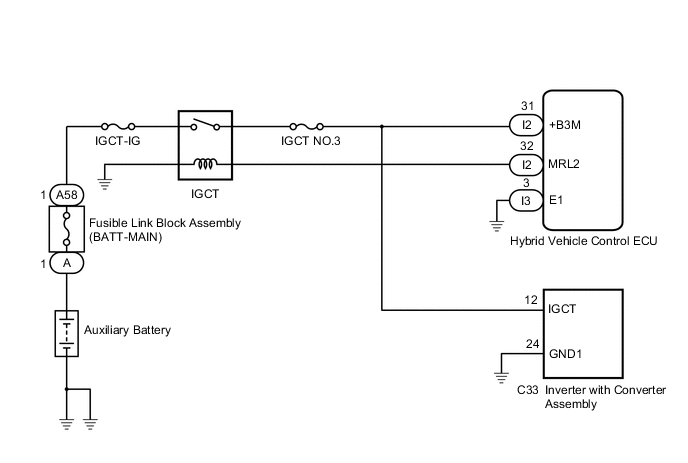 31
I2
+B3M
IGCT-IG
IGCT NO.3
32
I2
MRL2
IGCT
3
I3
E1
1
A58
Fusible Link Block Assembly
(BATT-MAIN)
Hybrid Vehicle Control ECU
1
A
12
IGCT
Auxiliary Battery
24
GND1
C33 Inverter with Converter
Assembly